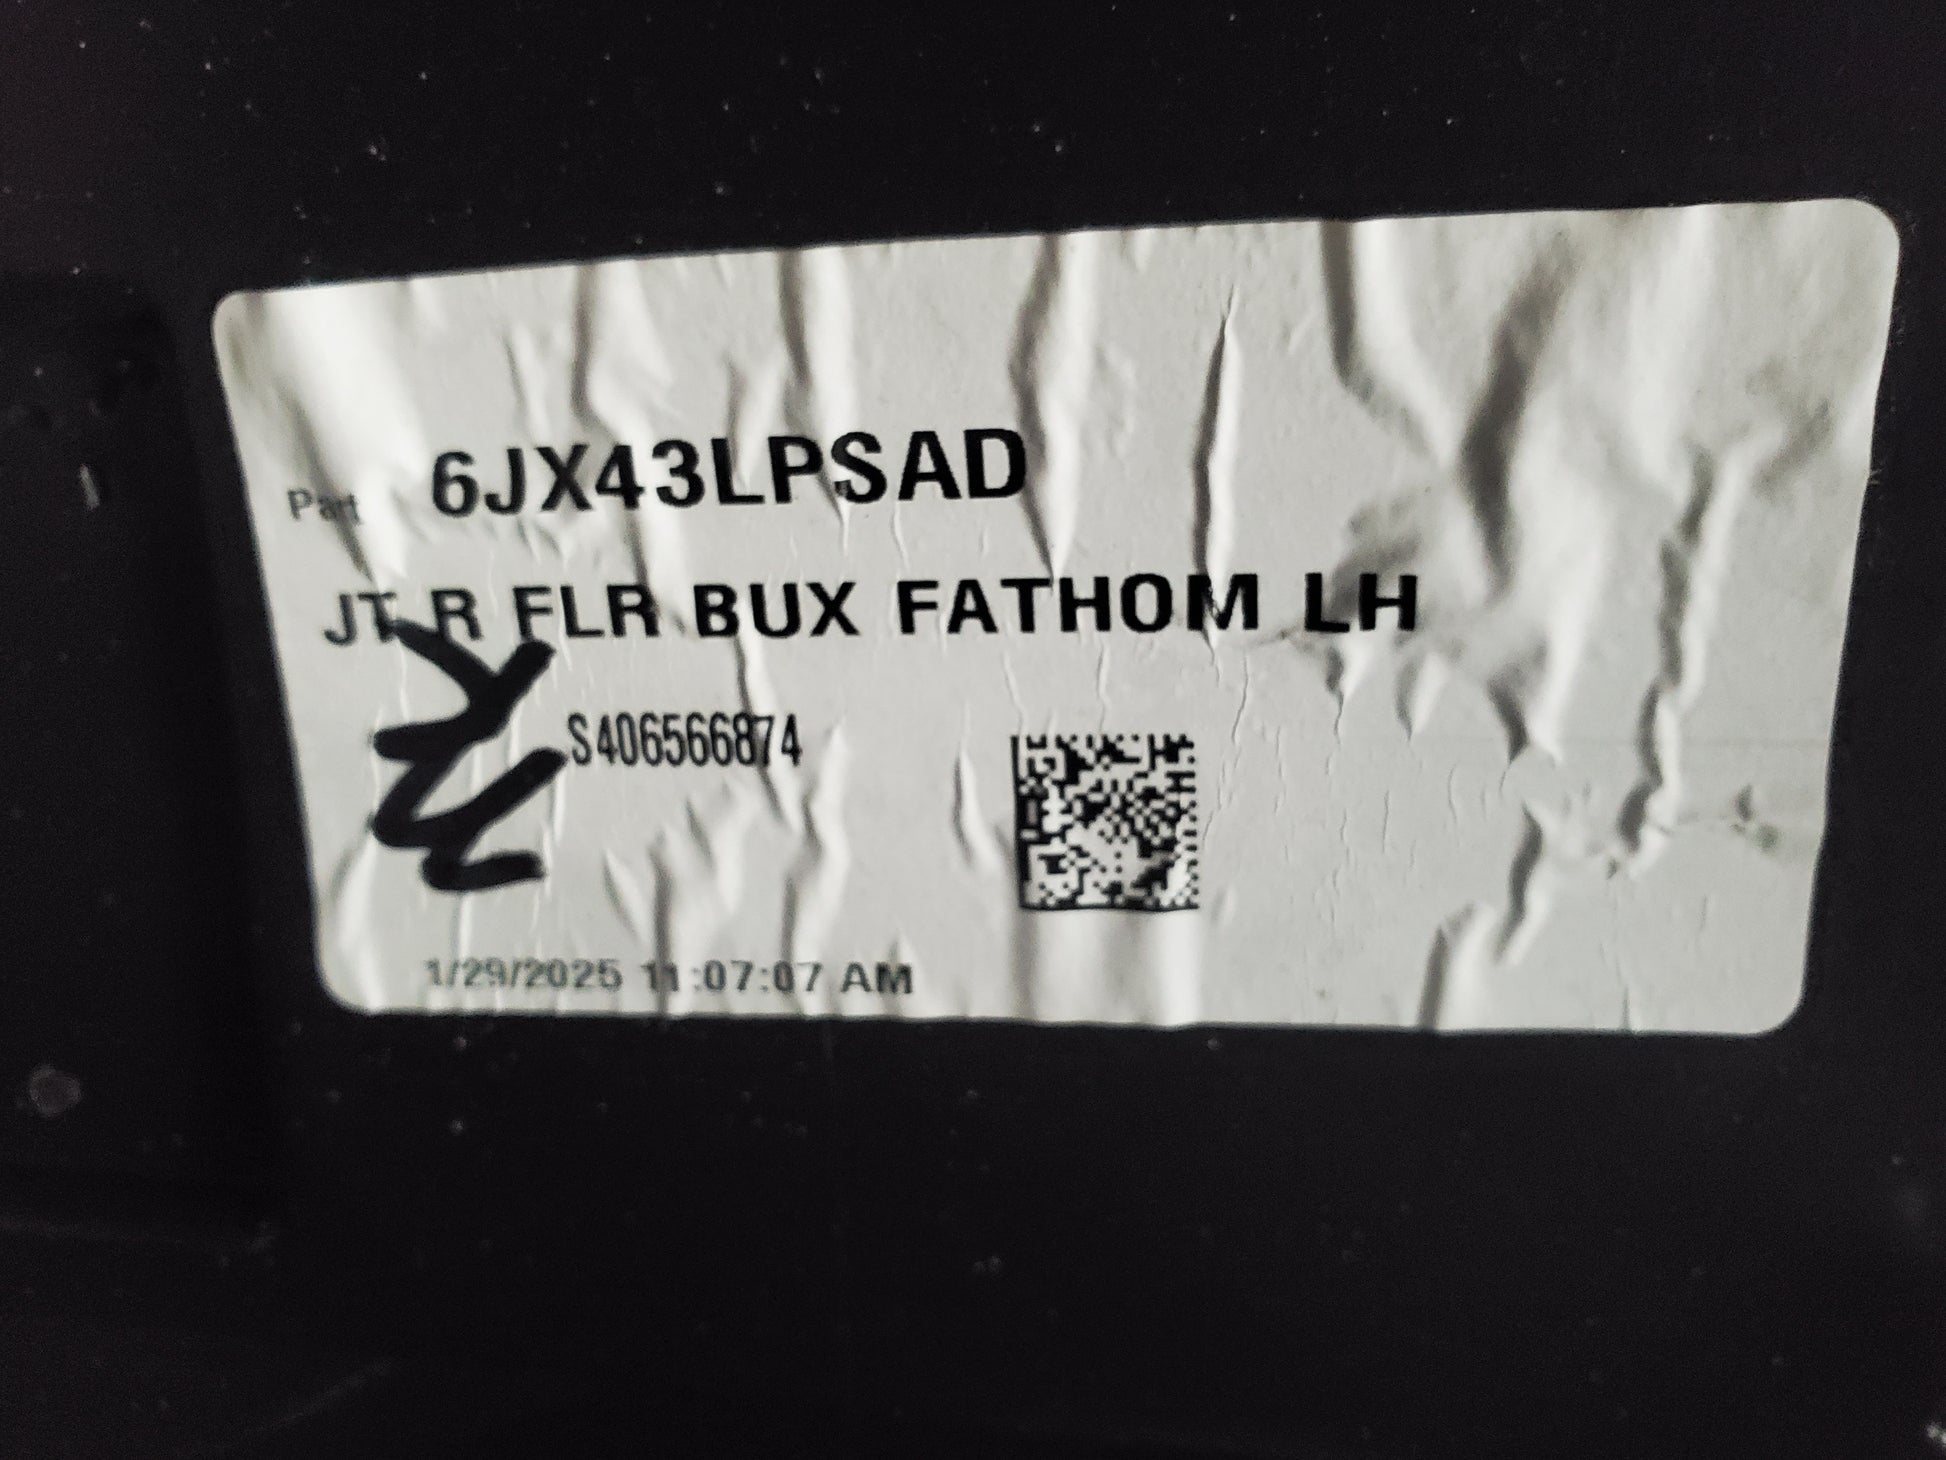 Part 6JX43LPSAD
JT R FLR BUX FATHOM LH
S406566874
1/29/2025 11:07:07 AM